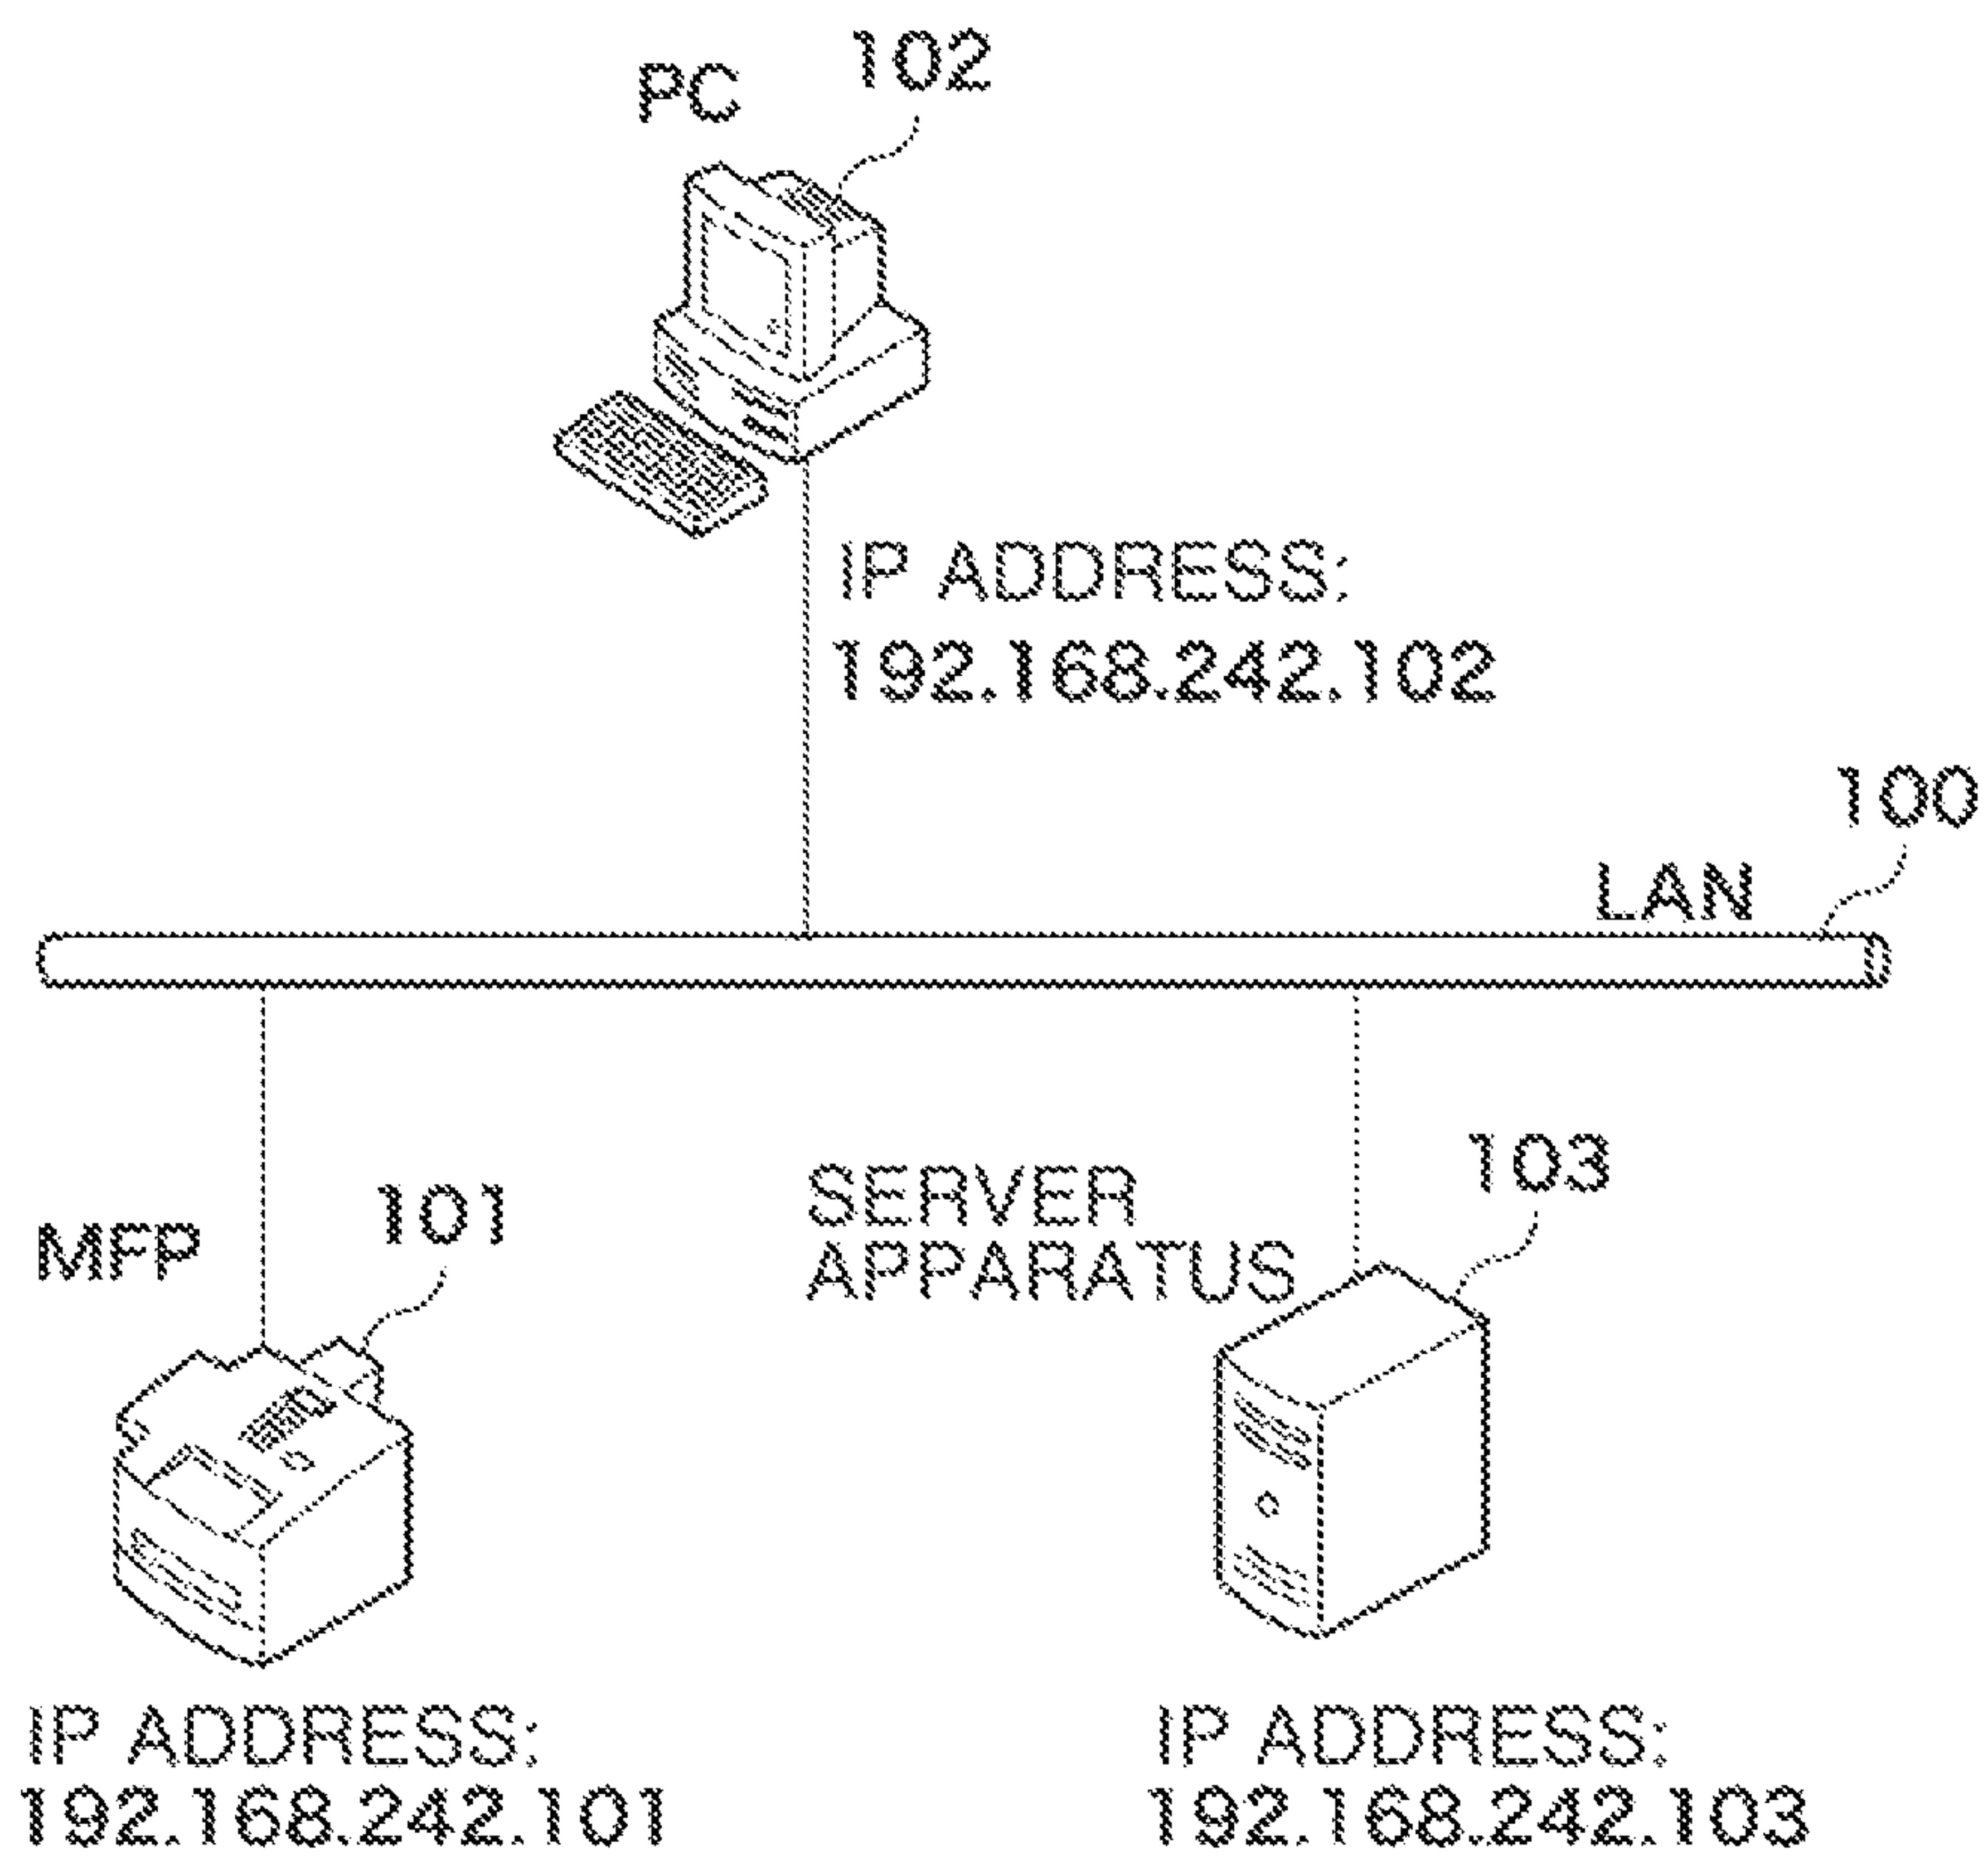 PC
102
IP ADDRESS:
192.168.242.102
100
LAN
MFP
101
SERVER
APPARATUS
103
IP ADDRESS:
192.168.242.101
IP ADDRESS:
192.168.242.103